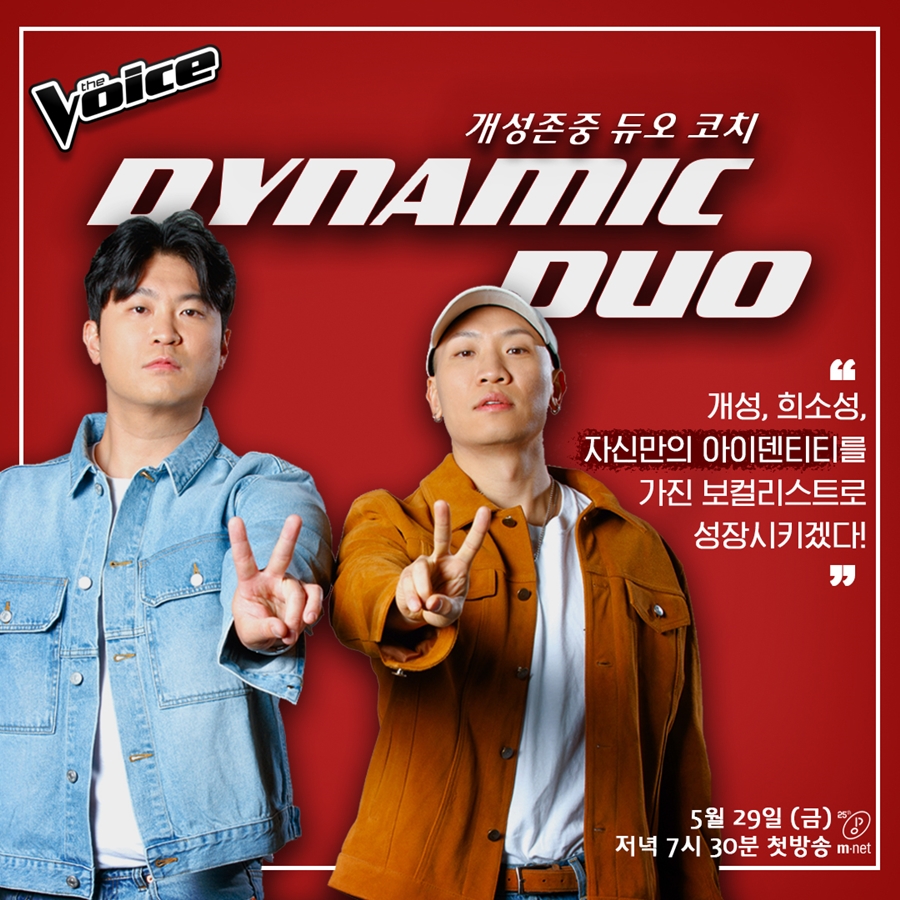 the Voice
개성존중 듀오 코치
DYNAMIC
DUO
❝
개성, 희소성,
자신만의 아이덴티티를
가진 보컬리스트로
성장시키겠다!
❞
5월 29일 (금)
25th
저녁 7시 30분 첫방송
m·net